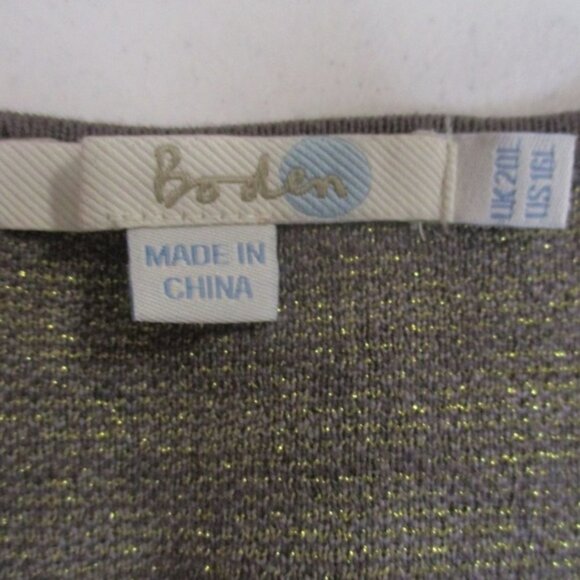 Boden
MADE IN
CHINA
UK 20L
US 16L